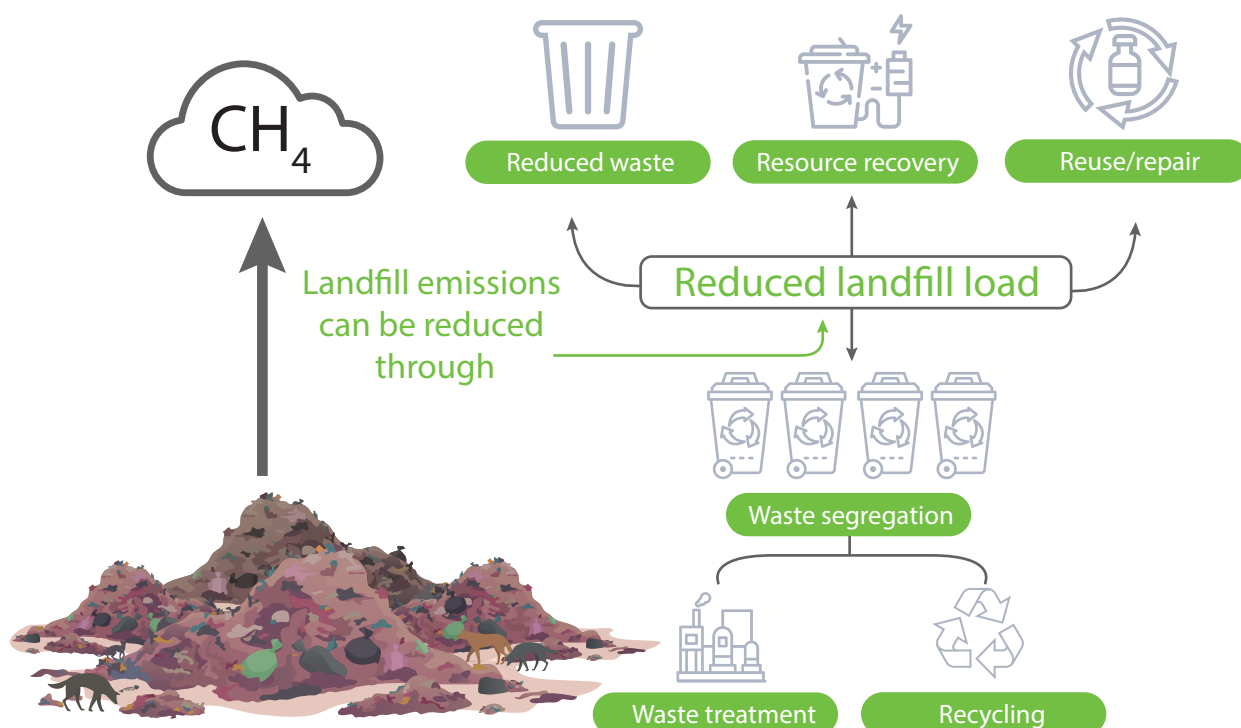 CH₄
Reduced waste
Resource recovery
Reuse/repair
Landfill emissions
can be reduced
through
Reduced landfill load
Waste segregation
Waste treatment
Recycling